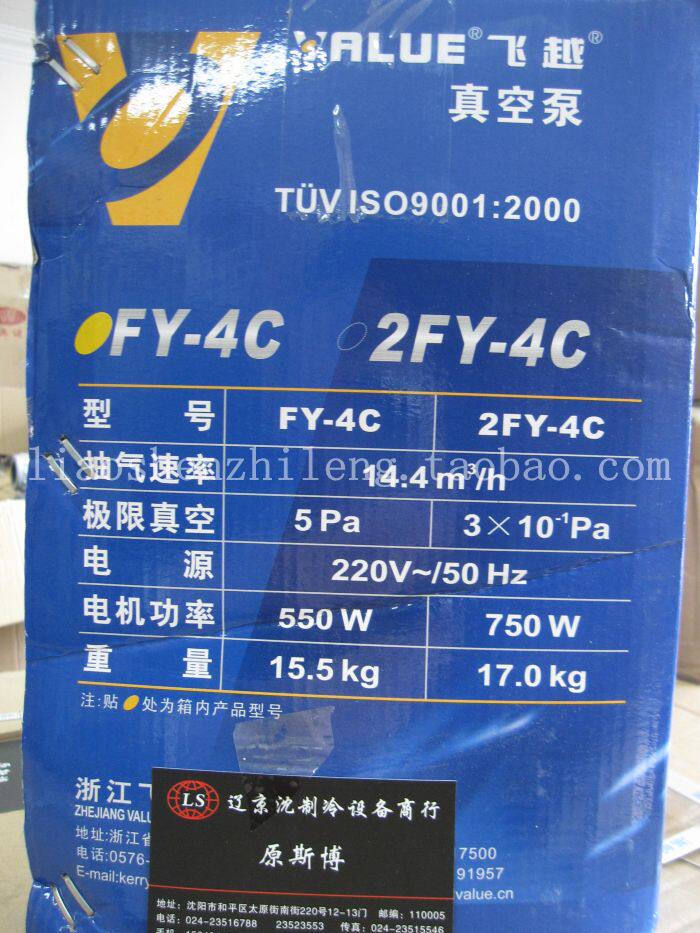 VALUE® 飞越®
真空泵
TÜV ISO9001:2000
FY-4C 2FY-4C
型 号 FY-4C 2FY-4C
liaoshenzhileng.taobao.com
抽气速率 14.4 m³/h
极限真空 5 Pa 3×10⁻¹Pa
电 源 220V~/50 Hz
电机功率 550 W 750 W
重 量 15.5 kg 17.0 kg
注:贴 处为箱内产品型号
浙江飞
ZHEJIANG VALU
地址:浙江省
电话:0576- 17500
E-mail:kerry 91957
value.cn
LS 辽京沈制冷设备商行
原斯博
地址:沈阳市和平区太原街南街220号12-13门 邮编:110005
电话:024-23516788 23523553 传真:024-23515546